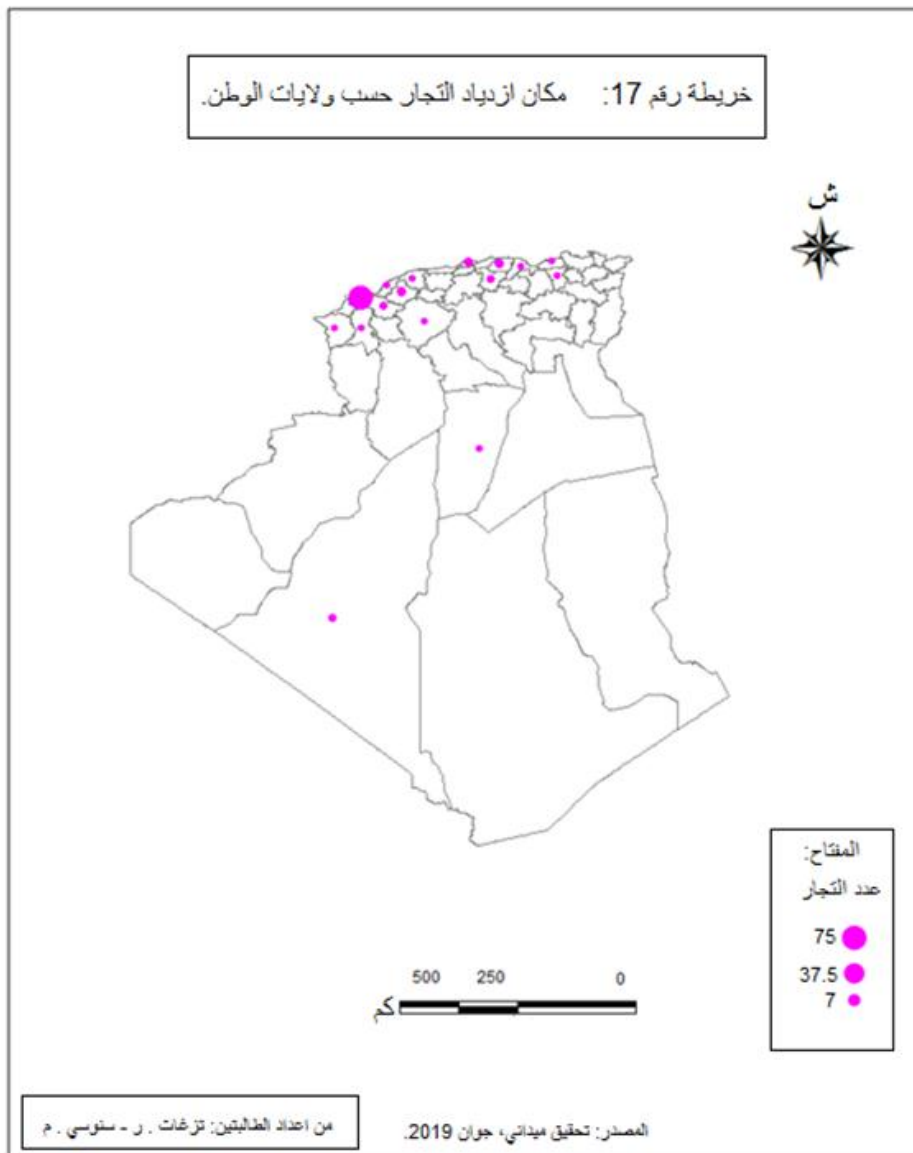 خريطة رقم 17: مكان ازدياد التجار حسب ولايات الوطن.
ش
المفتاح:
عدد التجار
75
37.5
7
500 250 0
كم
المصدر: تحقيق ميداني، جوان 2019.
من اعداد الطالبتين: تزغات . ر - سنوسي . م